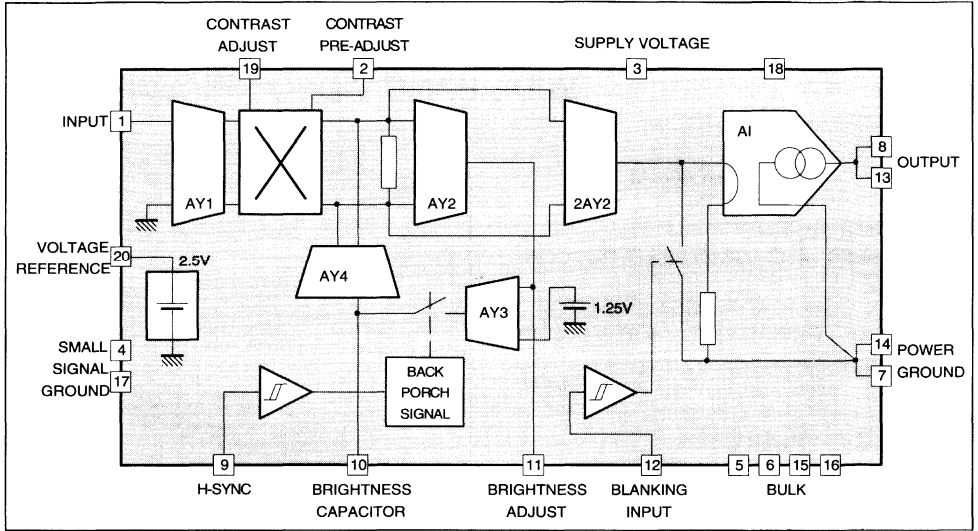 CONTRAST ADJUST
CONTRAST PRE-ADJUST
SUPPLY VOLTAGE
19
2
3
18
INPUT 1
AY1
AY2
2AY2
AI
8
OUTPUT
13
VOLTAGE REFERENCE
20
2.5V
AY4
AY3
1.25V
SMALL SIGNAL GROUND
4
17
BACK
PORCH
SIGNAL
14
POWER GROUND
7
9
10
11
12
5
6
15
16
H-SYNC
BRIGHTNESS CAPACITOR
BRIGHTNESS ADJUST
BLANKING INPUT
BULK